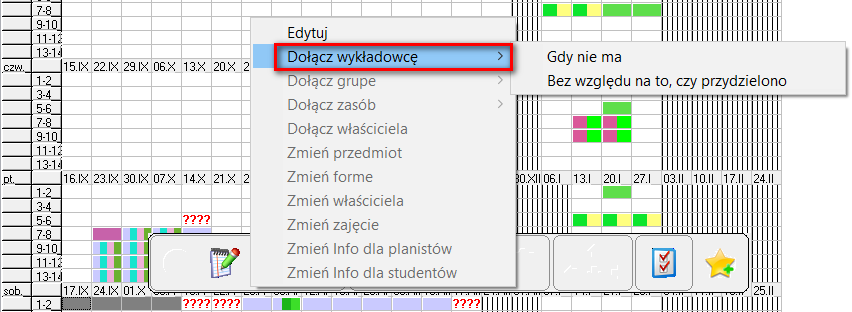 7-8
9-10
11-12
13-14
czw. 15.IX 22.IX 29.IX 06.X 13.X 20.X
1-2
3-4
5-6
7-8
9-10
11-12
13-14
pt. 16.IX 23.IX 30.IX 07.X 14.X 21.X 30.XII 06.I 13.I 20.I 27.I 03.II 10.II 17.II 24.II
1-2
3-4
5-6 ????
7-8
9-10
11-12
13-14
sob. 17.IX 24.IX 01.X 25.II
1-2 ???? ???? ????
Edytuj
Dołącz wykładowcę
Dołącz grupe
Dołącz zasób
Dołącz właściciela
Zmień przedmiot
Zmień forme
Zmień właściciela
Zmień zajęcie
Zmień Info dla planistów
Zmień Info dla studentów
Gdy nie ma
Bez względu na to, czy przydzielono